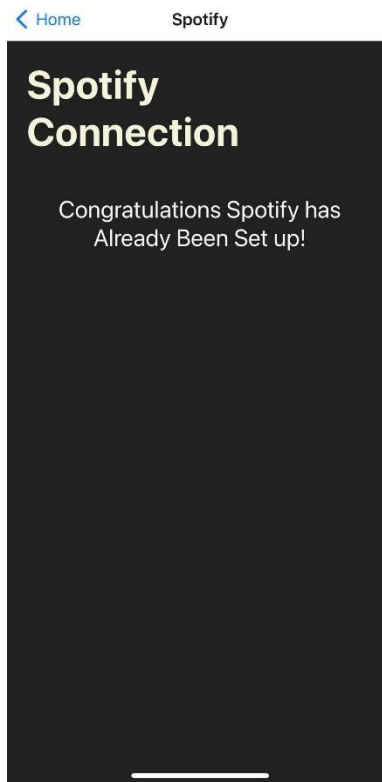 Home
Spotify
Spotify
Connection
Congratulations Spotify has
Already Been Set up!